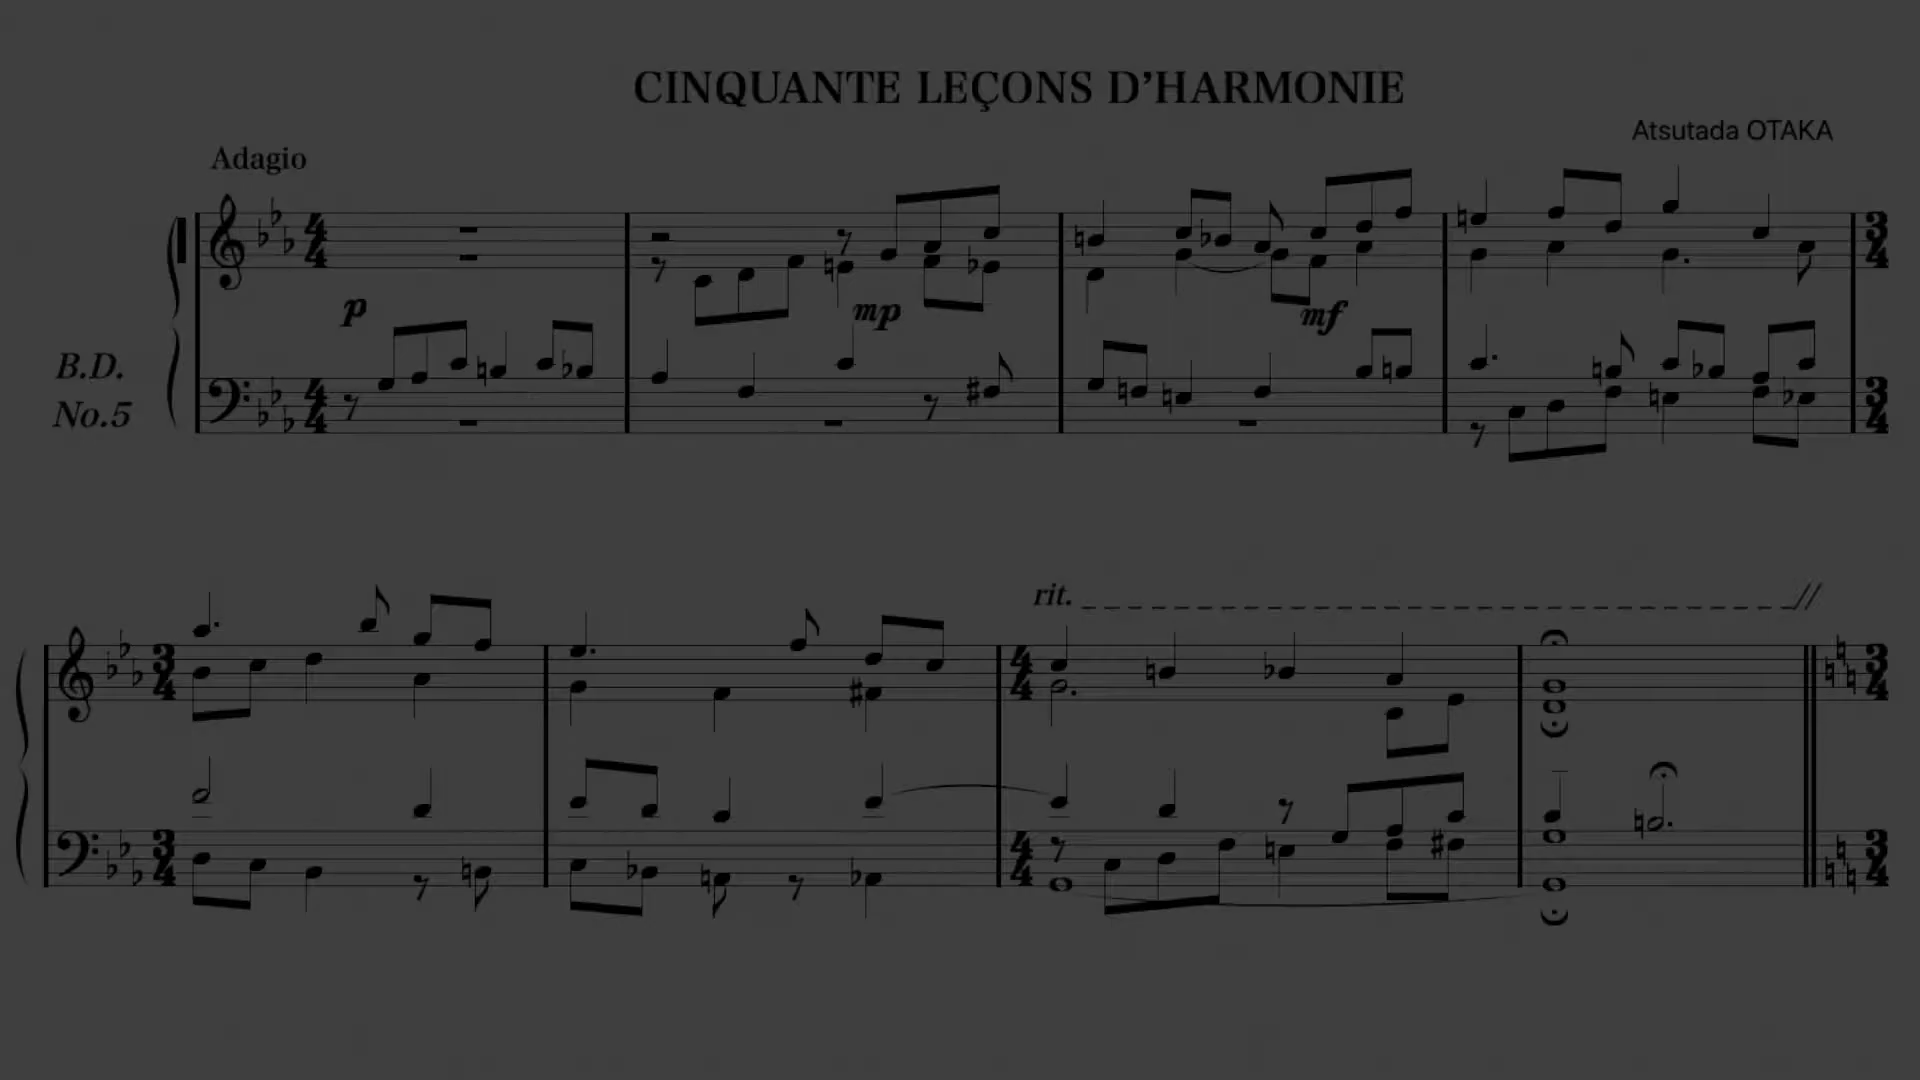 CINQUANTE LEÇONS D'HARMONIE
Atsutada OTAKA
Adagio
p
mp
mf
B.D.
No.5
rit.